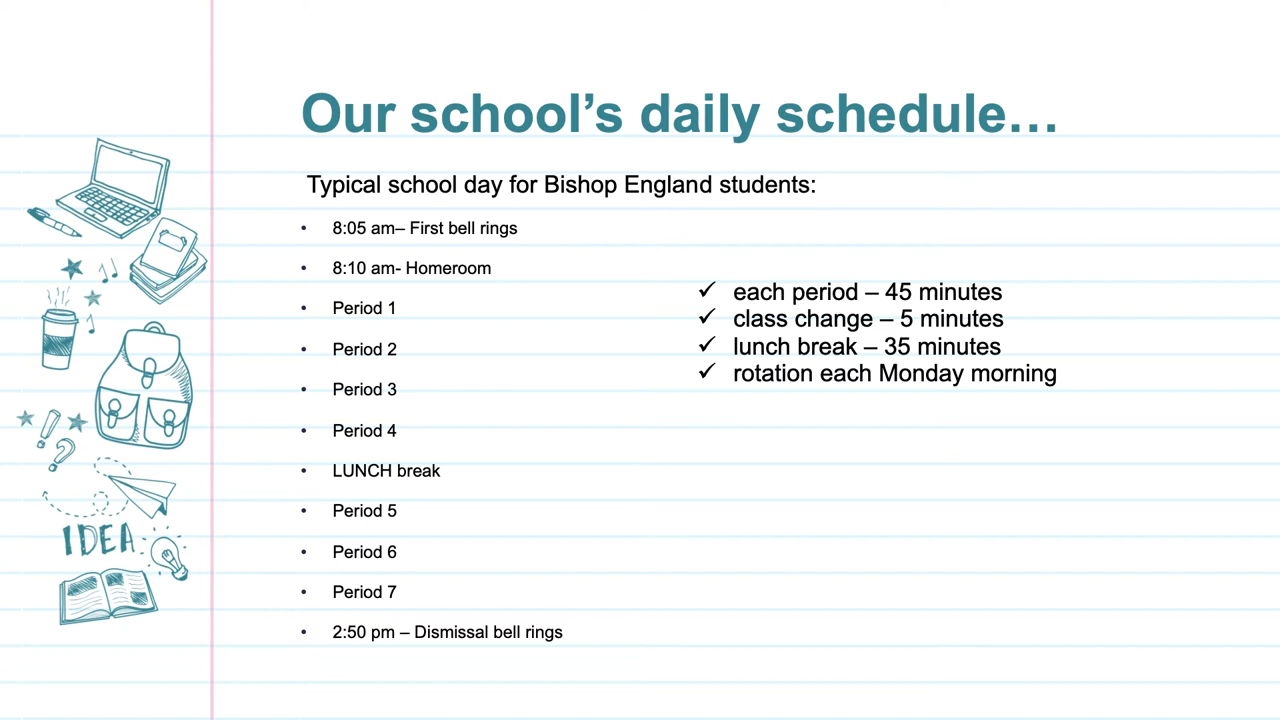 Our school’s daily schedule…
Typical school day for Bishop England students:
• 8:05 am– First bell rings
• 8:10 am- Homeroom
• Period 1
• Period 2
• Period 3
• Period 4
• LUNCH break
• Period 5
• Period 6
• Period 7
• 2:50 pm – Dismissal bell rings
✓ each period – 45 minutes
✓ class change – 5 minutes
✓ lunch break – 35 minutes
✓ rotation each Monday morning
!
?
IDEA